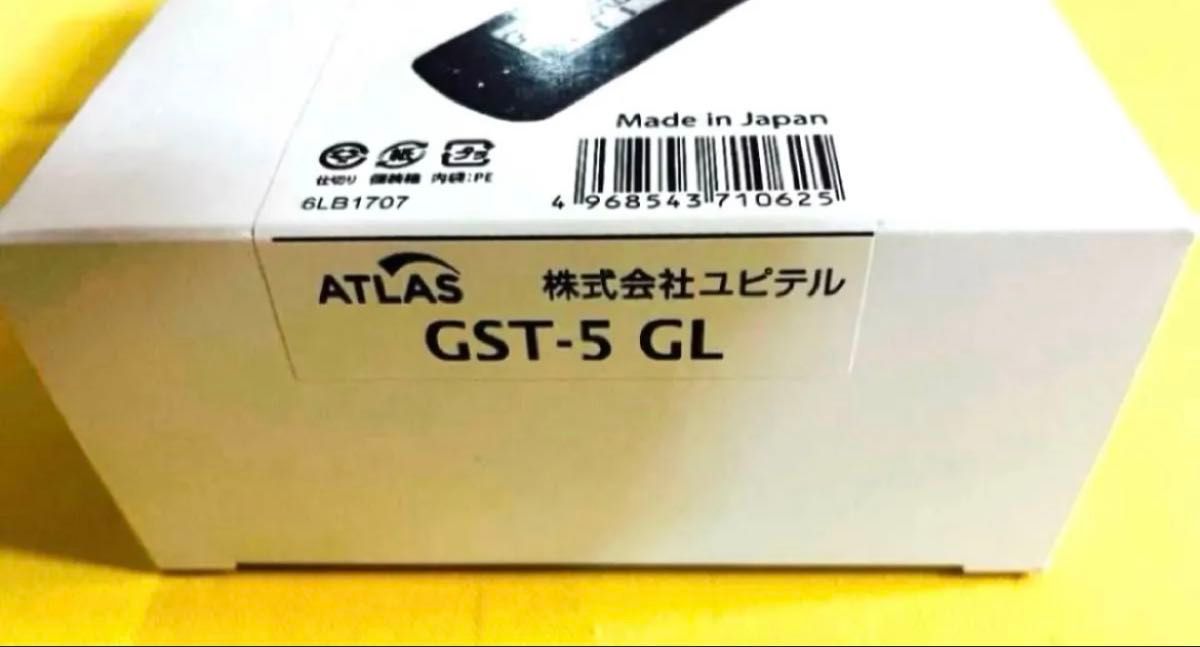 Made in Japan
仕切り 個装箱 内袋:PE
6LB1707
4 968543 710625
ATLAS 株式会社ユピテル
GST-5 GL